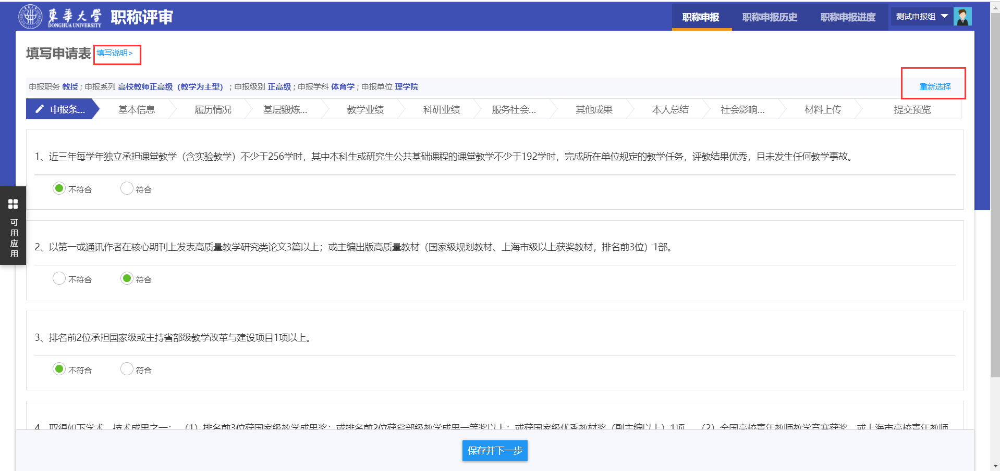 東華大学 DONGHUA UNIVERSITY 职称评审 职称申报 职称申报历史 职称申报进度 测试申报组
填写申请表 填写说明>
申报职务 教授 ; 申报系列 高校教师正高级（教学为主型） ; 申报级别 正高级 ; 申报学科 体育学 ; 申报单位 理学院 重新选择
申报条... 基本信息 履历情况 基层锻炼... 教学业绩 科研业绩 服务社会... 其他成果 本人总结 社会影响... 材料上传 提交预览
1、近三年每学年独立承担课堂教学（含实验教学）不少于256学时，其中本科生或研究生公共基础课程的课堂教学不少于192学时，完成所在单位规定的教学任务，评教结果优秀，且未发生任何教学事故。
不符合 符合
可用应用
2、以第一或通讯作者在核心期刊上发表高质量教学研究类论文3篇以上；或主编出版高质量教材（国家级规划教材、上海市级以上获奖教材，排名前3位）1部。
不符合 符合
3、排名前2位承担国家级或主持省部级教学改革与建设项目1项以上。
不符合 符合
4、取得如下学术、技术成果之一：（1）排名前3位获国家级教学成果奖；或排名前2位获省部级教学成果一等奖以上；或获国家级优秀教材奖（副主编以上）1项。（2）全国高校青年教师教学竞赛获奖，或上海市高校青年教师
保存并下一步